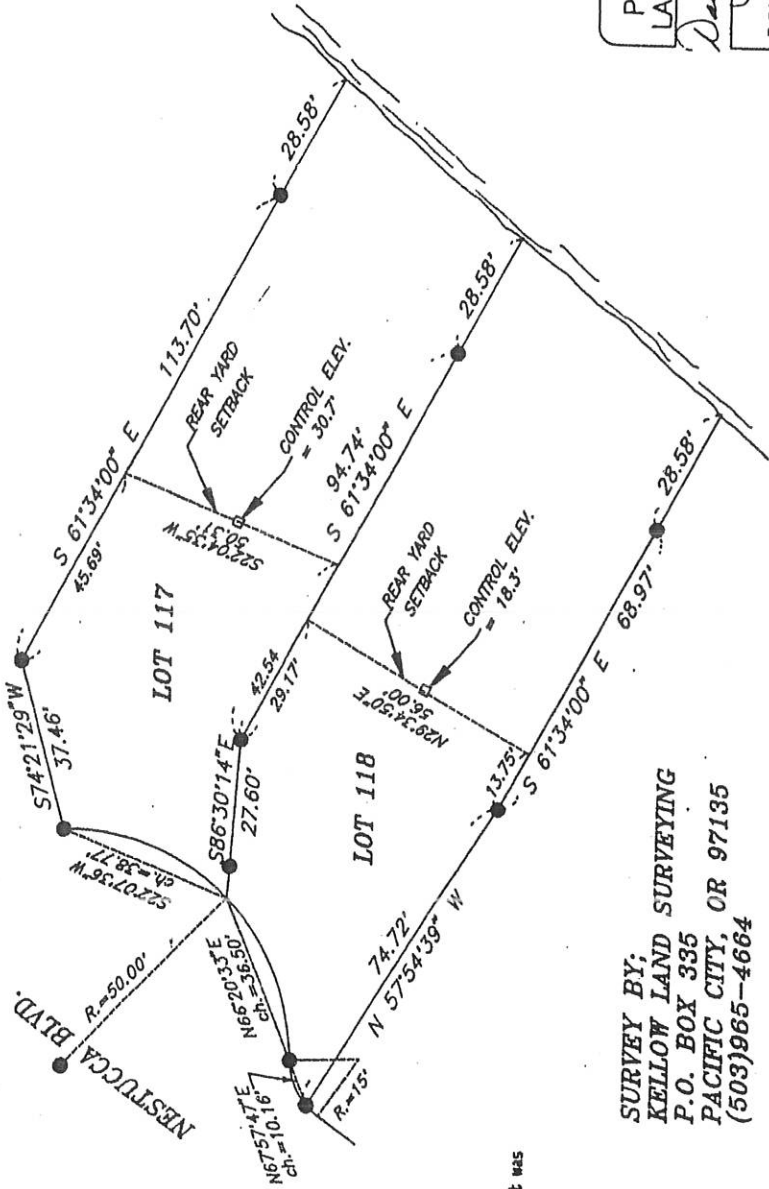 NESTUCCA BLVD.
R.=50.00'
S74°21'29"W
37.46'
S22°07'36"W
ch.=38.77'
S 61°34'00" E
45.69'
113.70'
28.58'
REAR YARD
SETBACK
CONTROL ELEV.
= 30.7'
S22°04'35"W
50.31'
LOT 117
S86°30'14"E
27.60'
42.54
29.17'
94.74'
S 61°34'00" E
28.58'
REAR YARD
SETBACK
CONTROL ELEV.
= 18.3'
N29°34'50"E
56.00'
LOT 118
N66°20'33"E
ch.=36.50'
N67°57'47"E
ch.=10.16'
R.=15'
74.72'
N 57°54'39" W
13.75'
S 61°34'00" E
68.97'
28.58'
t was
SURVEY BY;
KELLOW LAND SURVEYING
P.O. BOX 335
PACIFIC CITY, OR 97135
(503)965-4664
P
LA
Da